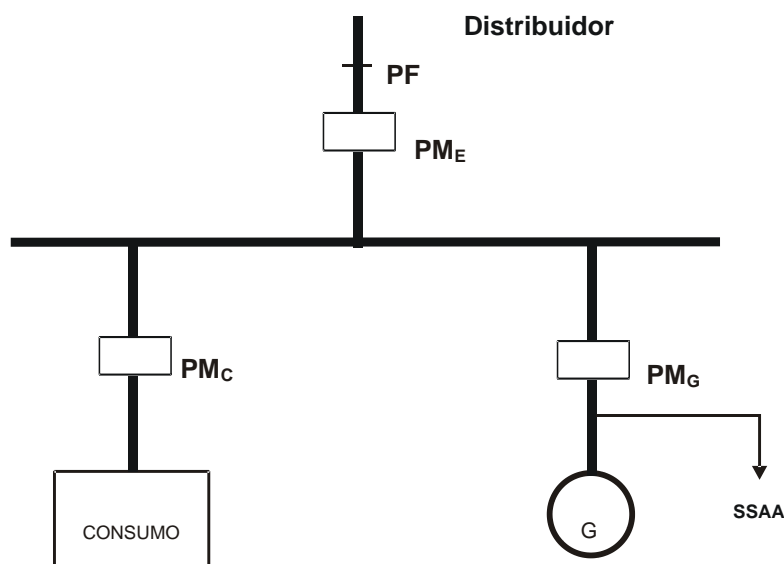 Distribuidor
PF
PME
PMC
PMG
CONSUMO
G
SSAA